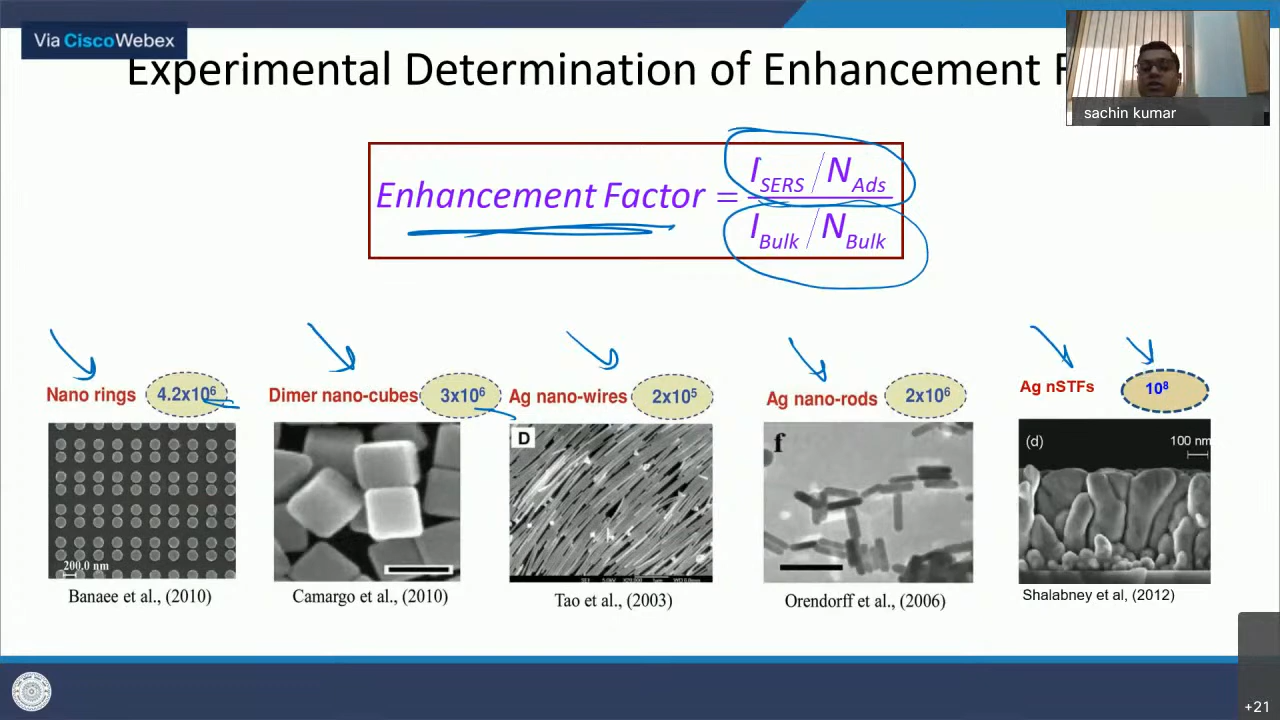 Via Cisco Webex
Experimental Determination of Enhancement
sachin kumar
Enhancement Factor = I_SERS / N_Ads
I_Bulk / N_Bulk
Nano rings 4.2x10⁶ Dimer nano-cubes 3x10⁶ Ag nano-wires 2x10⁵ Ag nano-rods 2x10⁶ Ag nSTFs 10⁸
D f (d) 100 nm
200.0 nm
Banaee et al., (2010) Camargo et al., (2010) Tao et al., (2003) Orendorff et al., (2006) Shalabney et al, (2012)
+21